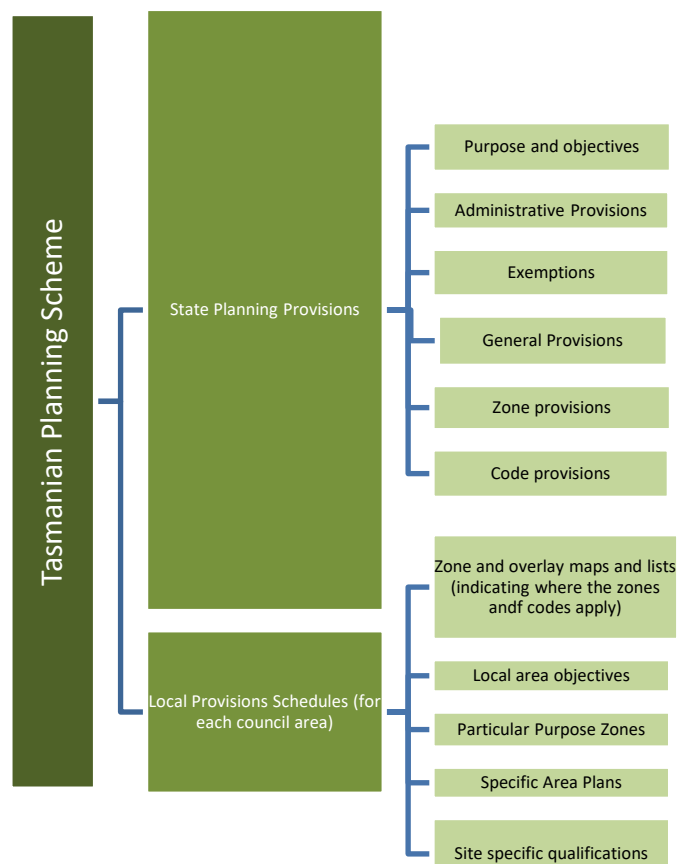 Tasmanian Planning Scheme
State Planning Provisions
Purpose and objectives
Administrative Provisions
Exemptions
General Provisions
Zone provisions
Code provisions
Local Provisions Schedules (for
each council area)
Zone and overlay maps and lists
(indicating where the zones
andf codes apply)
Local area objectives
Particular Purpose Zones
Specific Area Plans
Site specific qualifications